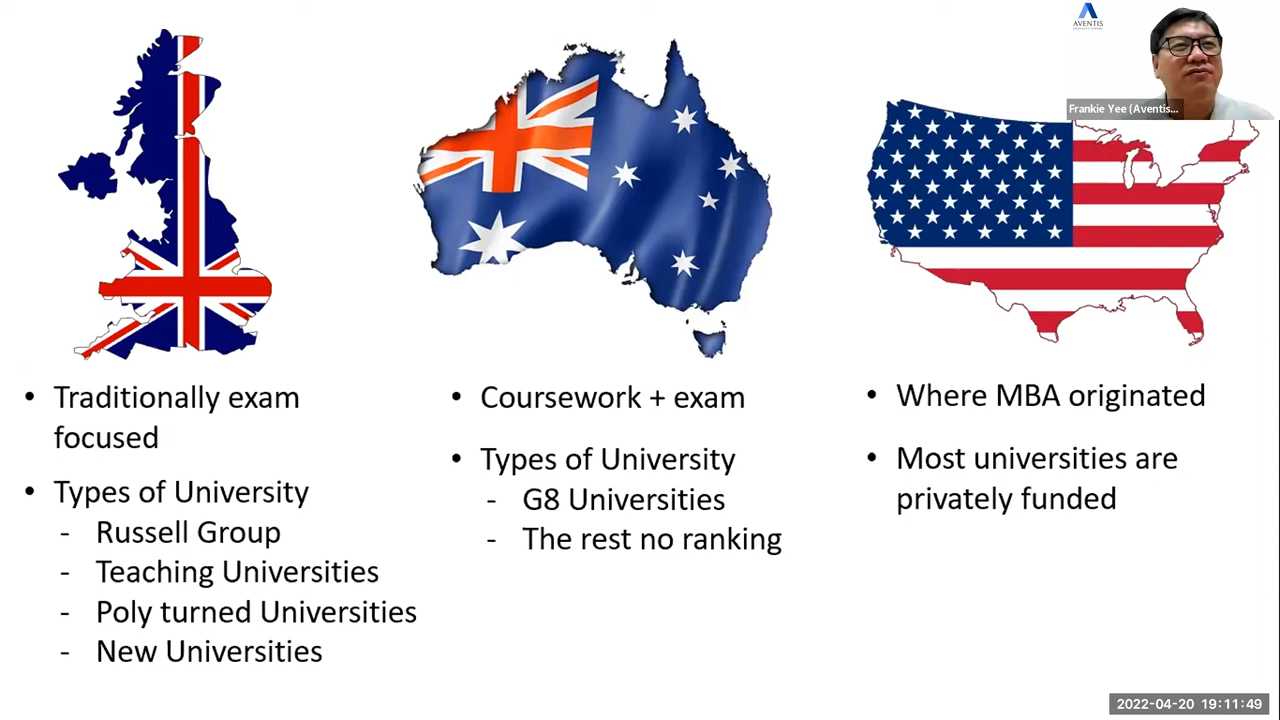 AVENTIS
Frankie Yee (Aventis...
• Traditionally exam
focused
• Types of University
- Russell Group
- Teaching Universities
- Poly turned Universities
- New Universities
• Coursework + exam
• Types of University
- G8 Universities
- The rest no ranking
• Where MBA originated
• Most universities are
privately funded
2022-04-20 19:11:49